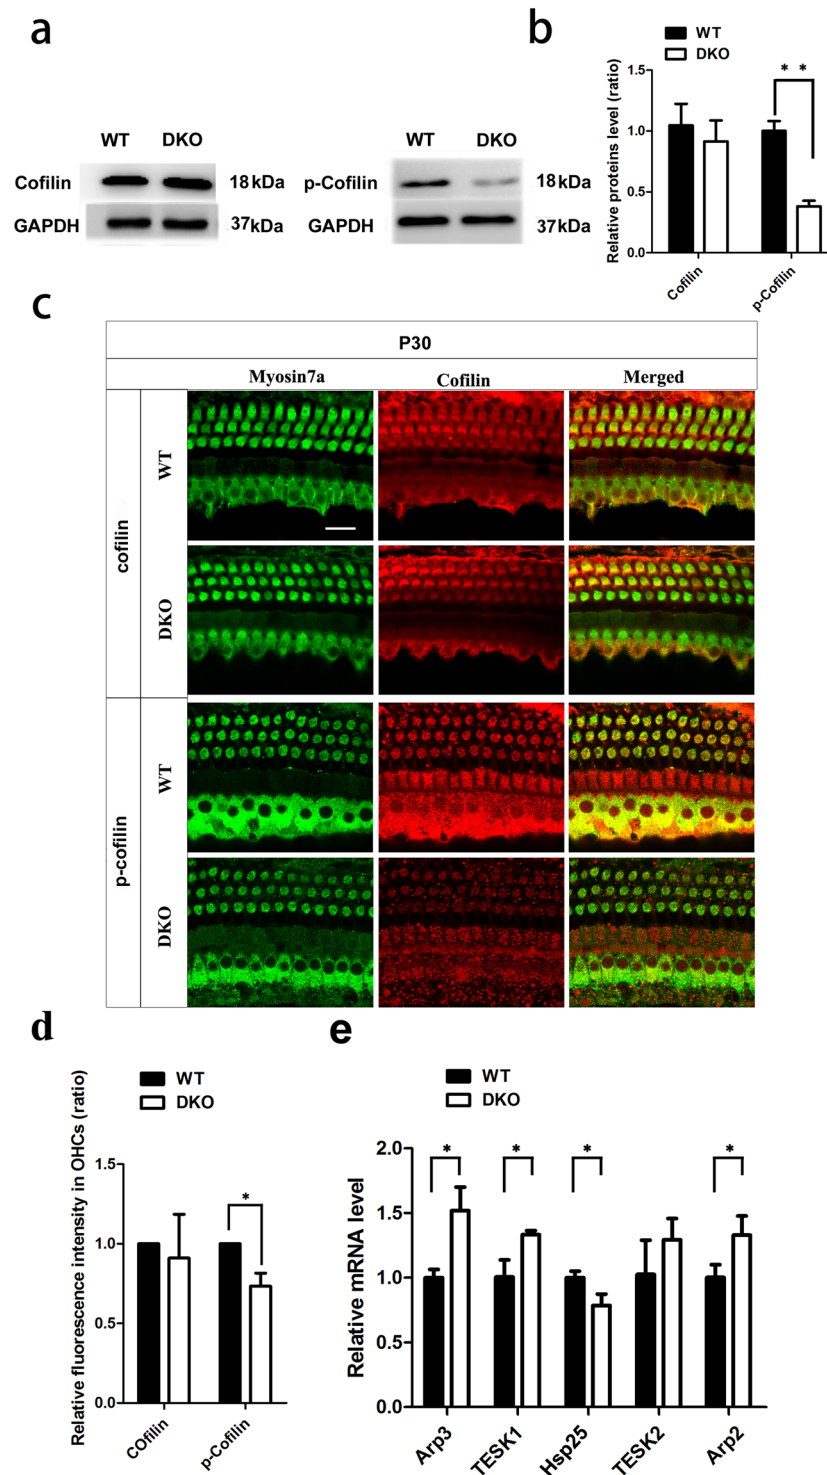 a
WT DKO
Cofilin 18kDa
GAPDH 37kDa
WT DKO
p-Cofilin 18kDa
GAPDH 37kDa
b
WT
DKO
Relative proteins level (ratio)
1.5
1.0
0.5
0.0
* *
Cofilin
p-Cofilin
c
P30
Myosin7a Cofilin Merged
cofilin
WT
DKO
p-cofilin
WT
DKO
d
WT
DKO
Relative fluorescence intensity in OHCs (ratio)
1.5
1.0
0.5
0.0
*
COfilin
p-Cofilin
e
WT
DKO
Relative mRNA level
2.0
1.5
1.0
0.5
0.0
* * * *
Arp3
TESK1
Hsp25
TESK2
Arp2